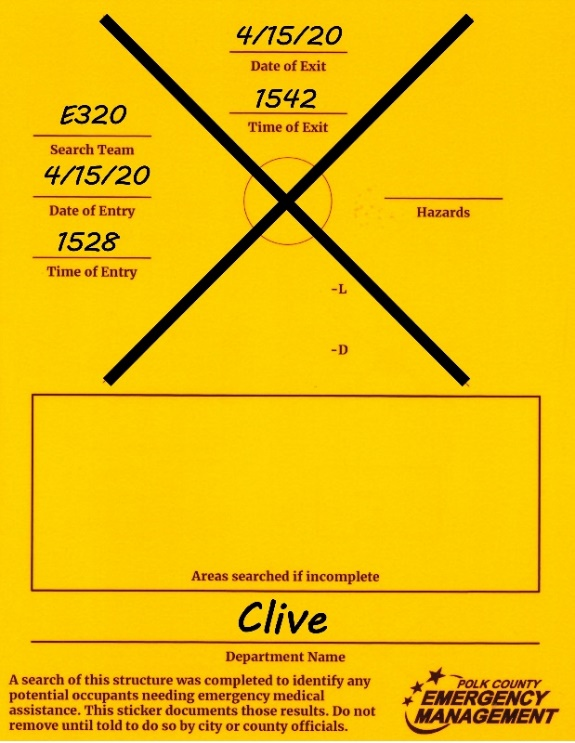 4/15/20
Date of Exit
1542
Time of Exit
E320
Search Team
4/15/20
Date of Entry
1528
Time of Entry
Hazards
-L
-D
Areas searched if incomplete
Clive
Department Name
A search of this structure was completed to identify any
potential occupants needing emergency medical
assistance. This sticker documents those results. Do not
remove until told to do so by city or county officials.
POLK COUNTY
EMERGENCY
MANAGEMENT